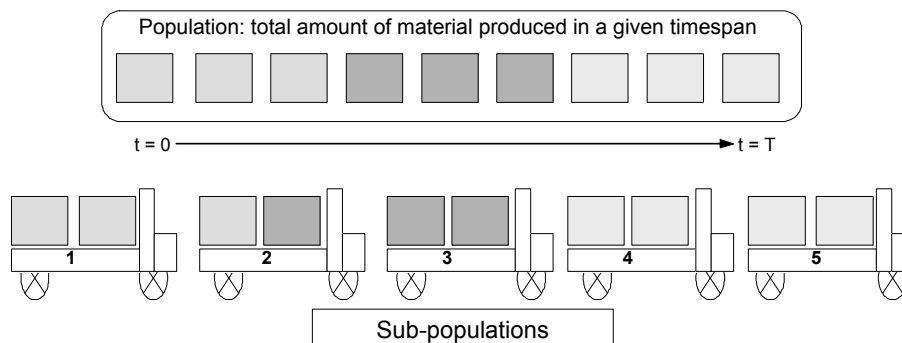 Population: total amount of material produced in a given timespan
t = 0
t = T
1
2
3
4
5
Sub-populations